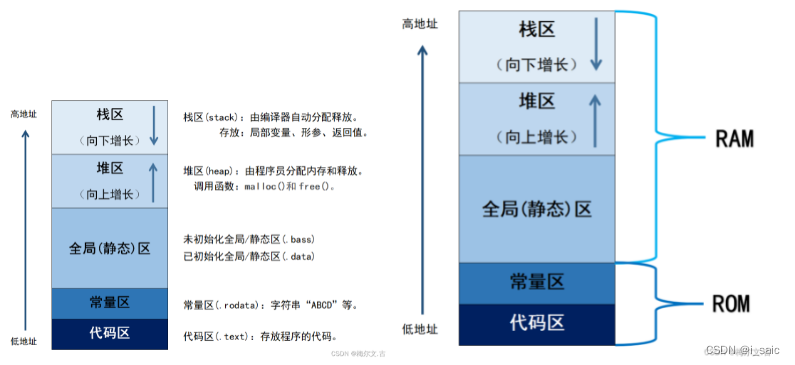 高地址
栈区
(向下增长)
栈区(stack): 由编译器自动分配释放。
存放: 局部变量、形参、返回值。
堆区
(向上增长)
堆区(heap): 由程序员分配内存和释放。
调用函数: malloc()和free()。
全局(静态)区
未初始化全局/静态区(.bass)
已初始化全局/静态区(.data)
常量区
常量区(.rodata): 字符串“ABCD”等。
低地址
代码区
代码区(.text): 存放程序的代码。
高地址
栈区
(向下增长)
堆区
(向上增长)
RAM
全局(静态)区
常量区
ROM
低地址
代码区
CSDN @i_saic